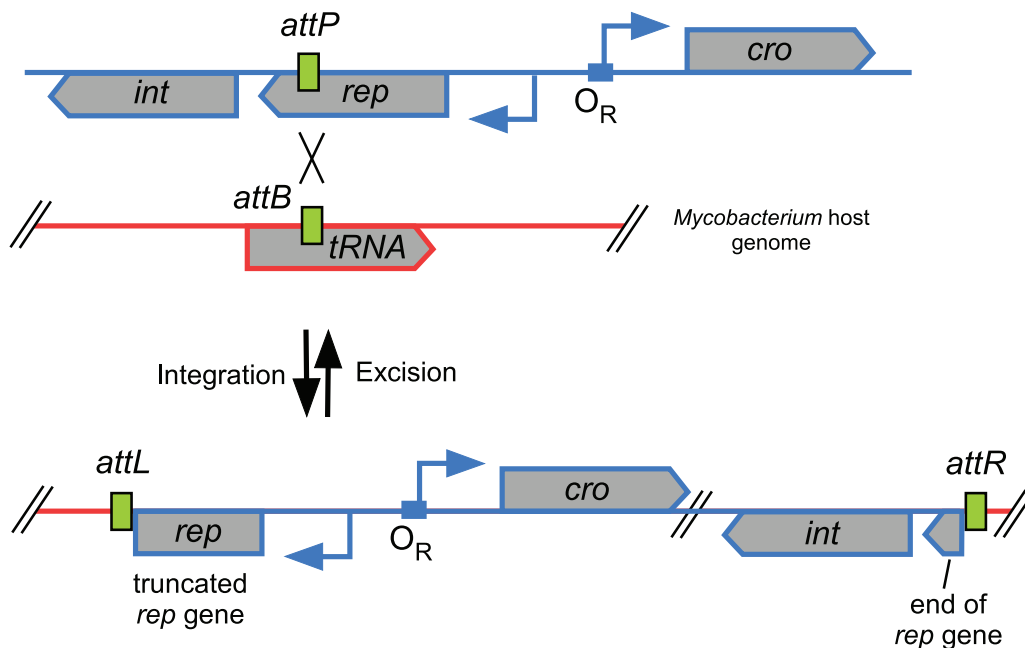 attP
cro
int
rep
OR
attB
tRNA
Mycobacterium host
genome
Integration
Excision
attL
attR
cro
rep
OR
int
truncated
rep gene
end of
rep gene